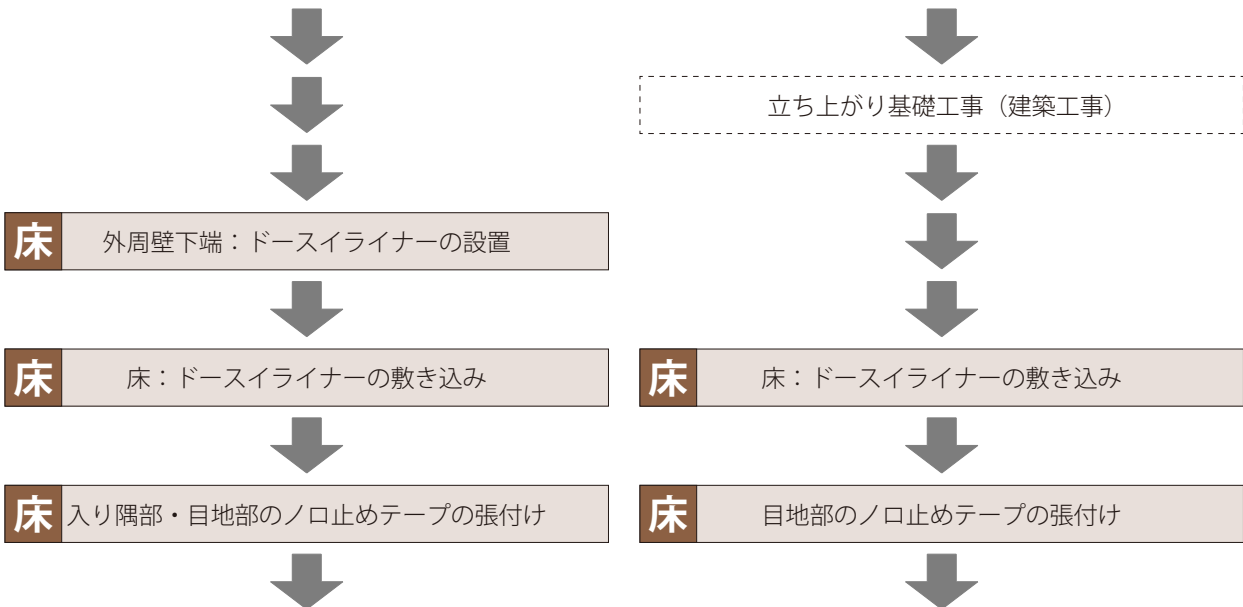 立ち上がり基礎工事（建築工事）
床 外周壁下端：ドースイライナーの設置
床 床：ドースイライナーの敷き込み
床 床：ドースイライナーの敷き込み
床 入り隅部・目地部のノロ止めテープの張付け
床 目地部のノロ止めテープの張付け